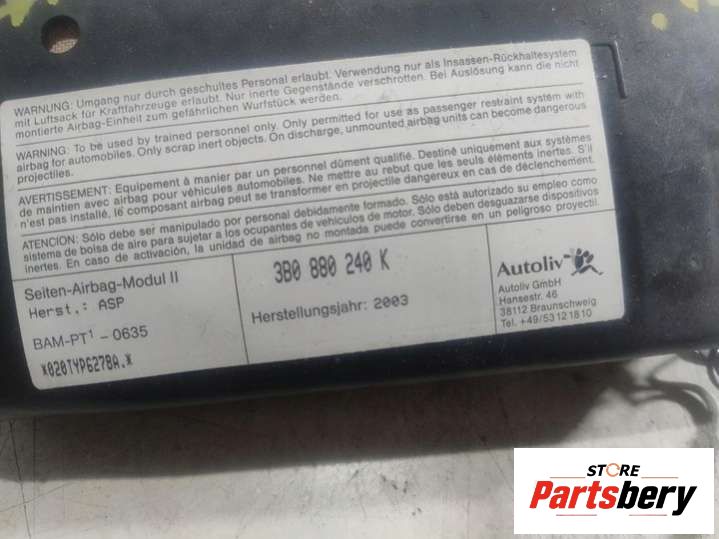 WARNUNG: Umgang nur durch geschultes Personal erlaubt. Verwendung nur als Insassen-Rückhaltesystem
mit Luftsack für Kraftfahrzeuge erlaubt. Nur inerte Gegenstände verschrotten. Bei Auslösung kann die nicht
montierte Airbag-Einheit zum gefährlichen Wurfstück werden.
WARNING: To be used by trained personnel only. Only permitted for use as passenger restraint system with
airbag for automobiles. Only scrap inert objects. On discharge, unmounted airbag units can become dangerous
projectiles.
AVERTISSEMENT: Equipement à manier par un personnel dûment qualifié. Destiné uniquement aux systèmes
de maintien avec airbag pour véhicules automobiles. Ne mettre au rebut que les seuls éléments inertes. S'il
n'est pas installé, lé composant airbag peut se transformer en projectile dangereux en cas de déclenchement.
ATENCION: Sólo debe ser manipulado por personal debidamente formado. Sólo está autorizado su empleo como
sistema de bolsa de aire para sujetar a los ocupantes de vehículos de motor. Sólo deben desguazarse dispositivos
inertes. En caso de activación, la unidad de airbag no montada puede convertirse en un peligroso proyectil.
Seiten-Airbag-Modul II
Herst.: ASP
BAM-PT1 - 0635
*020TYP627BA.*
3B0 880 240 K
Herstellungsjahr: 2003
Autoliv
Autoliv GmbH
Hansestr. 46
38112 Braunschweig
Tel. +49/53 121810
STORE
Partsbery